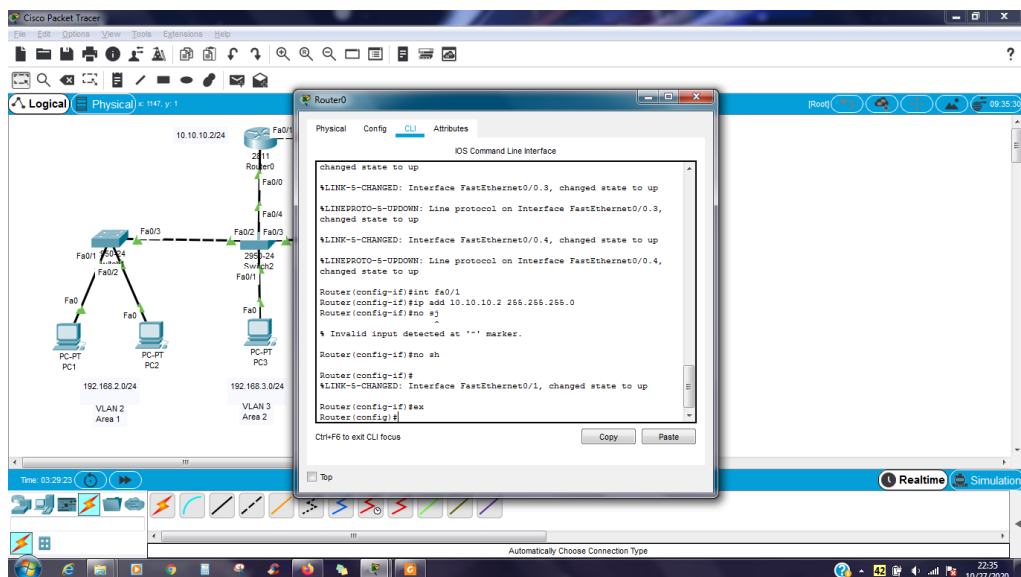 Cisco Packet Tracer
File Edit Options View Tools Extensions Help
?
Logical
Physical
x: 1147, y: 1
[Root]
09:35:30
10.10.10.2/24
Fa0/1
2811
Router0
Fa0/0
Fa0/4
Fa0/3
Fa0/2
Fa0/3
Fa0/1
Fa0/2
2950-24
Switch2
Fa0/1
Fa0
Fa0
Fa0
PC-PT
PC1
PC-PT
PC2
PC-PT
PC3
192.168.2.0/24
192.168.3.0/24
VLAN 2
Area 1
VLAN 3
Area 2
Router0
Physical Config CLI Attributes
IOS Command Line Interface
changed state to up
%LINK-5-CHANGED: Interface FastEthernet0/0.3, changed state to up
%LINEPROTO-5-UPDOWN: Line protocol on Interface FastEthernet0/0.3,
changed state to up
%LINK-5-CHANGED: Interface FastEthernet0/0.4, changed state to up
%LINEPROTO-5-UPDOWN: Line protocol on Interface FastEthernet0/0.4,
changed state to up
Router(config-if)#int fa0/1
Router(config-if)#ip add 10.10.10.2 255.255.255.0
Router(config-if)#no sj
^
% Invalid input detected at '^' marker.
Router(config-if)#no sh
Router(config-if)#
%LINK-5-CHANGED: Interface FastEthernet0/1, changed state to up
Router(config-if)#ex
Router(config)#
Ctrl+F6 to exit CLI focus
Copy
Paste
Top
Time: 03:29:23
Realtime
Simulation
Automatically Choose Connection Type
42
22:35
10/27/2020